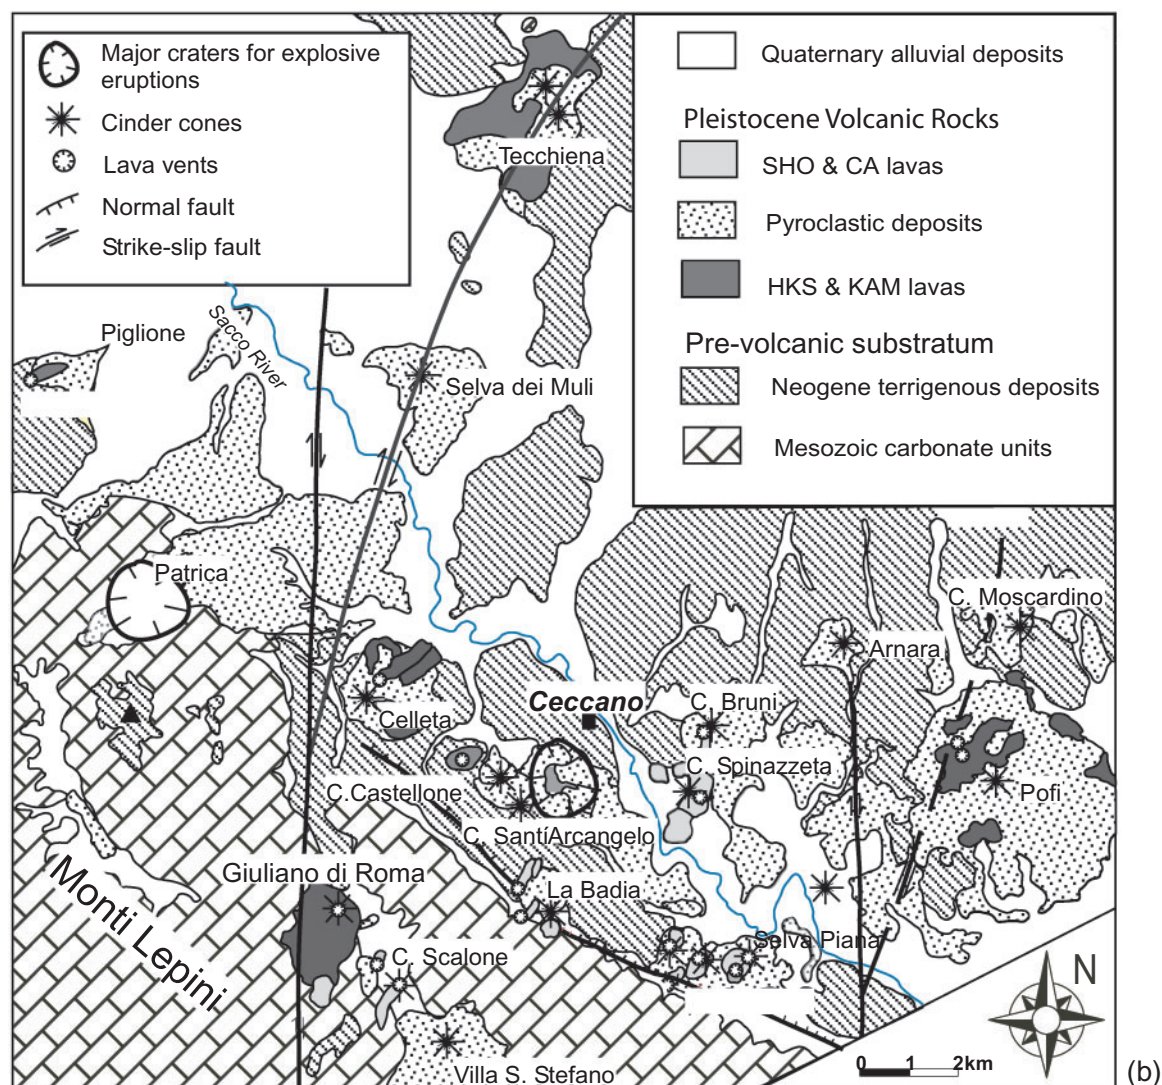 Major craters for explosive
eruptions
Cinder cones
Lava vents
Normal fault
Strike-slip fault
Quaternary alluvial deposits
Pleistocene Volcanic Rocks
SHO & CA lavas
Pyroclastic deposits
HKS & KAM lavas
Pre-volcanic substratum
Neogene terrigenous deposits
Mesozoic carbonate units
Tecchiena
Piglione
Sacco River
Selva dei Muli
Patrica
C. Moscardino
Arnara
Ceccano
C. Bruni
Celleta
C. Spinazzeta
C.Castellone
Pofi
C. SantíArcangelo
Giuliano di Roma
La Badia
Monti Lepini
Selva Piana
C. Scalone
N
Villa S. Stefano
0 1 2km
(b)